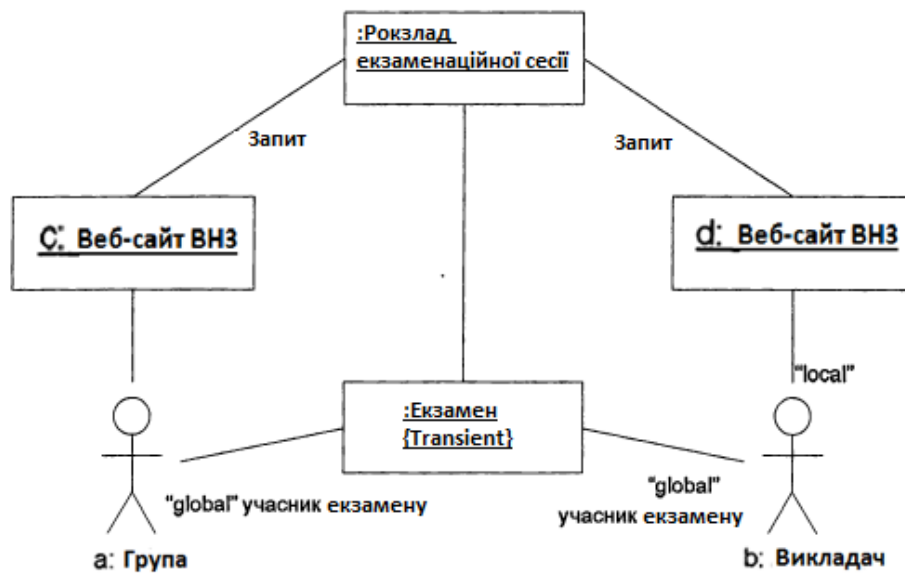 :Рокзлад
екзаменаційної сесії
Запит
Запит
c: Веб-сайт ВНЗ
d: Веб-сайт ВНЗ
"local"
:Екзамен
{Transient}
"global" учасник екзамену
"global"
учасник екзамену
a: Група
b: Викладач